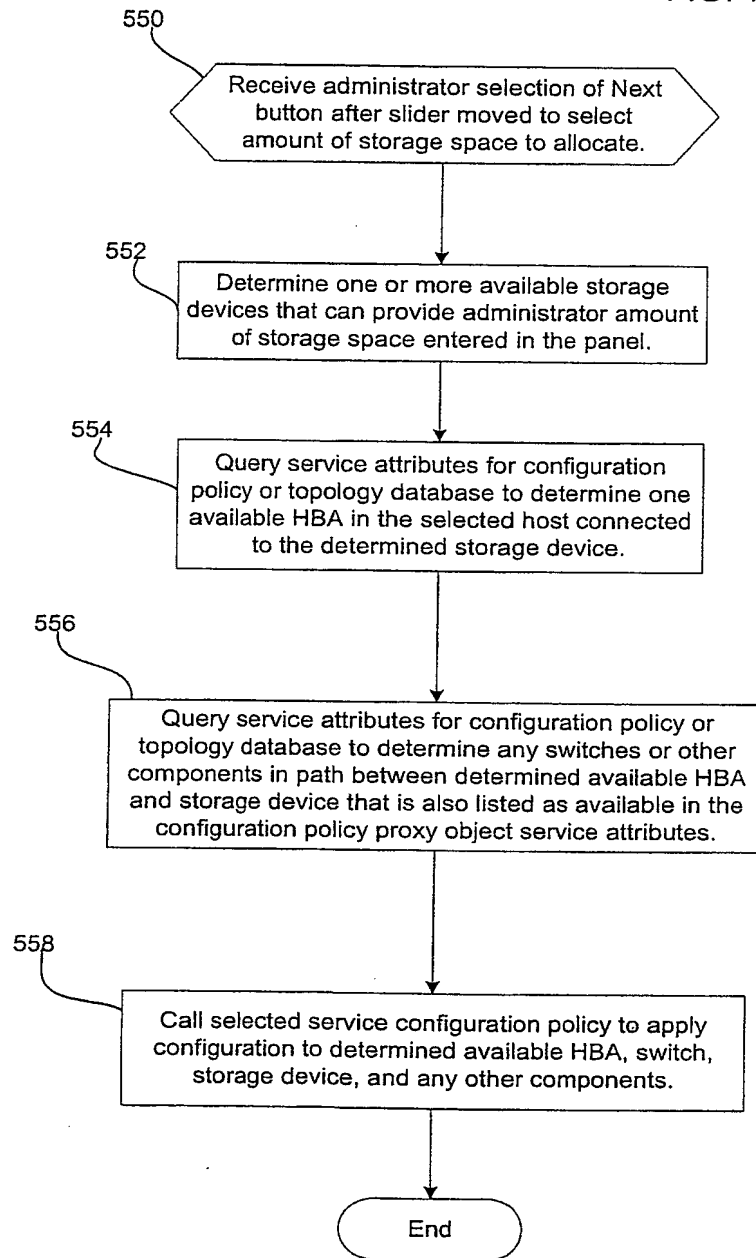 550
Receive administrator selection of Next
button after slider moved to select
amount of storage space to allocate.
552
Determine one or more available storage
devices that can provide administrator amount
of storage space entered in the panel.
554
Query service attributes for configuration
policy or topology database to determine one
available HBA in the selected host connected
to the determined storage device.
556
Query service attributes for configuration policy or
topology database to determine any switches or other
components in path between determined available HBA
and storage device that is also listed as available in the
configuration policy proxy object service attributes.
558
Call selected service configuration policy to apply
configuration to determined available HBA, switch,
storage device, and any other components.
End